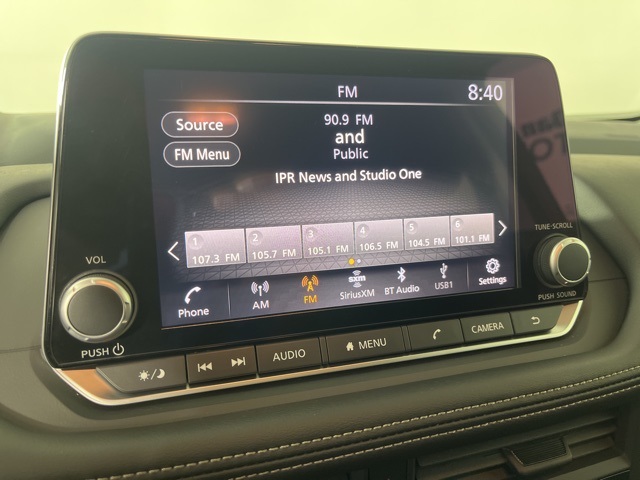 FM 8:40
Source
90.9 FM
and
FM Menu
Public
IPR News and Studio One
1 2 3 4 5 6
107.3 FM 105.7 FM 105.1 FM 106.5 FM 104.5 FM 101.1 FM
Phone AM FM SiriusXM BT Audio USB1 Settings
sxm
VOL
PUSH
TUNE·SCROLL
PUSH SOUND
AUDIO MENU CAMERA